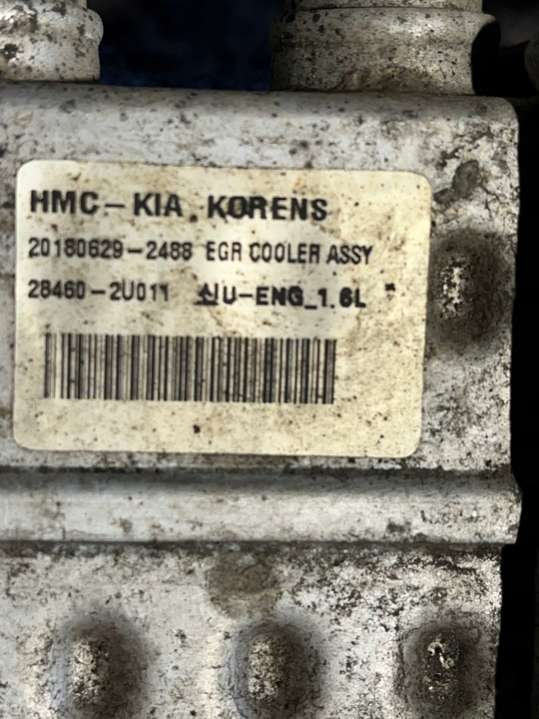 HMC-KIA KORENS
20180629-2488 EGR COOLER ASSY
28460-2U011 신U-ENG_1.6L